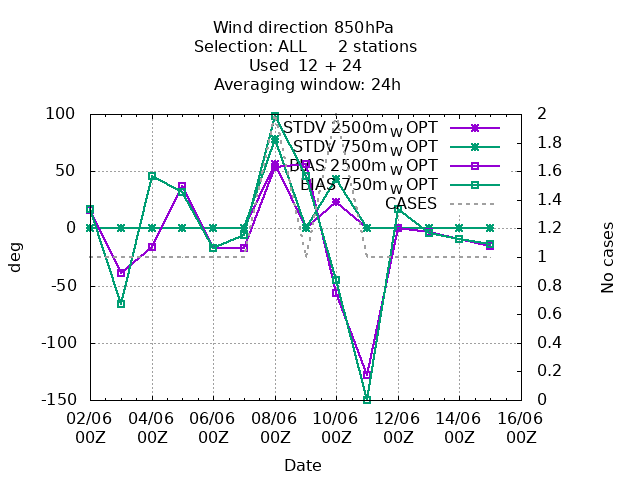 Wind direction 850hPa
Selection: ALL 2 stations
Used 12 + 24
Averaging window: 24h
100
50
0
-50
-100
-150
deg
STDV 2500m_W OPT
STDV 750m_W OPT
BIAS 2500m_W OPT
BIAS 750m_W OPT
CASES
2
1.8
1.6
1.4
1.2
1
0.8
0.6
0.4
0.2
0
No cases
02/06 04/06 06/06 08/06 10/06 12/06 14/06 16/06
00Z 00Z 00Z 00Z 00Z 00Z 00Z 00Z
Date